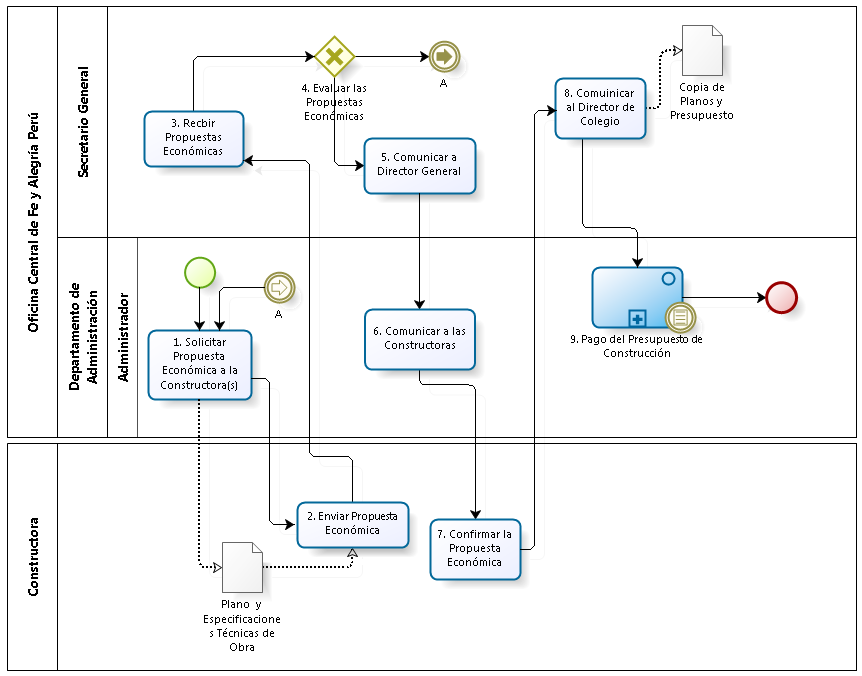 Oficina Central de Fe y Alegría Perú
Secretario General
3. Recbir
Propuestas
Económicas
4. Evaluar las
Propuestas
Económicas
A
5. Comunicar a
Director General
8. Comuinicar
al Director de
Colegio
Copia de
Planos y
Presupuesto
Departamento de
Administración
Administrador
A
1. Solicitar
Propuesta
Económica a la
Constructora(s)
6. Comunicar a las
Constructoras
9. Pago del Presupuesto de
Construcción
Constructora
2. Enviar Propuesta
Económica
7. Confirmar la
Propuesta
Económica
Plano y
Especificacione
s Técnicas de
Obra